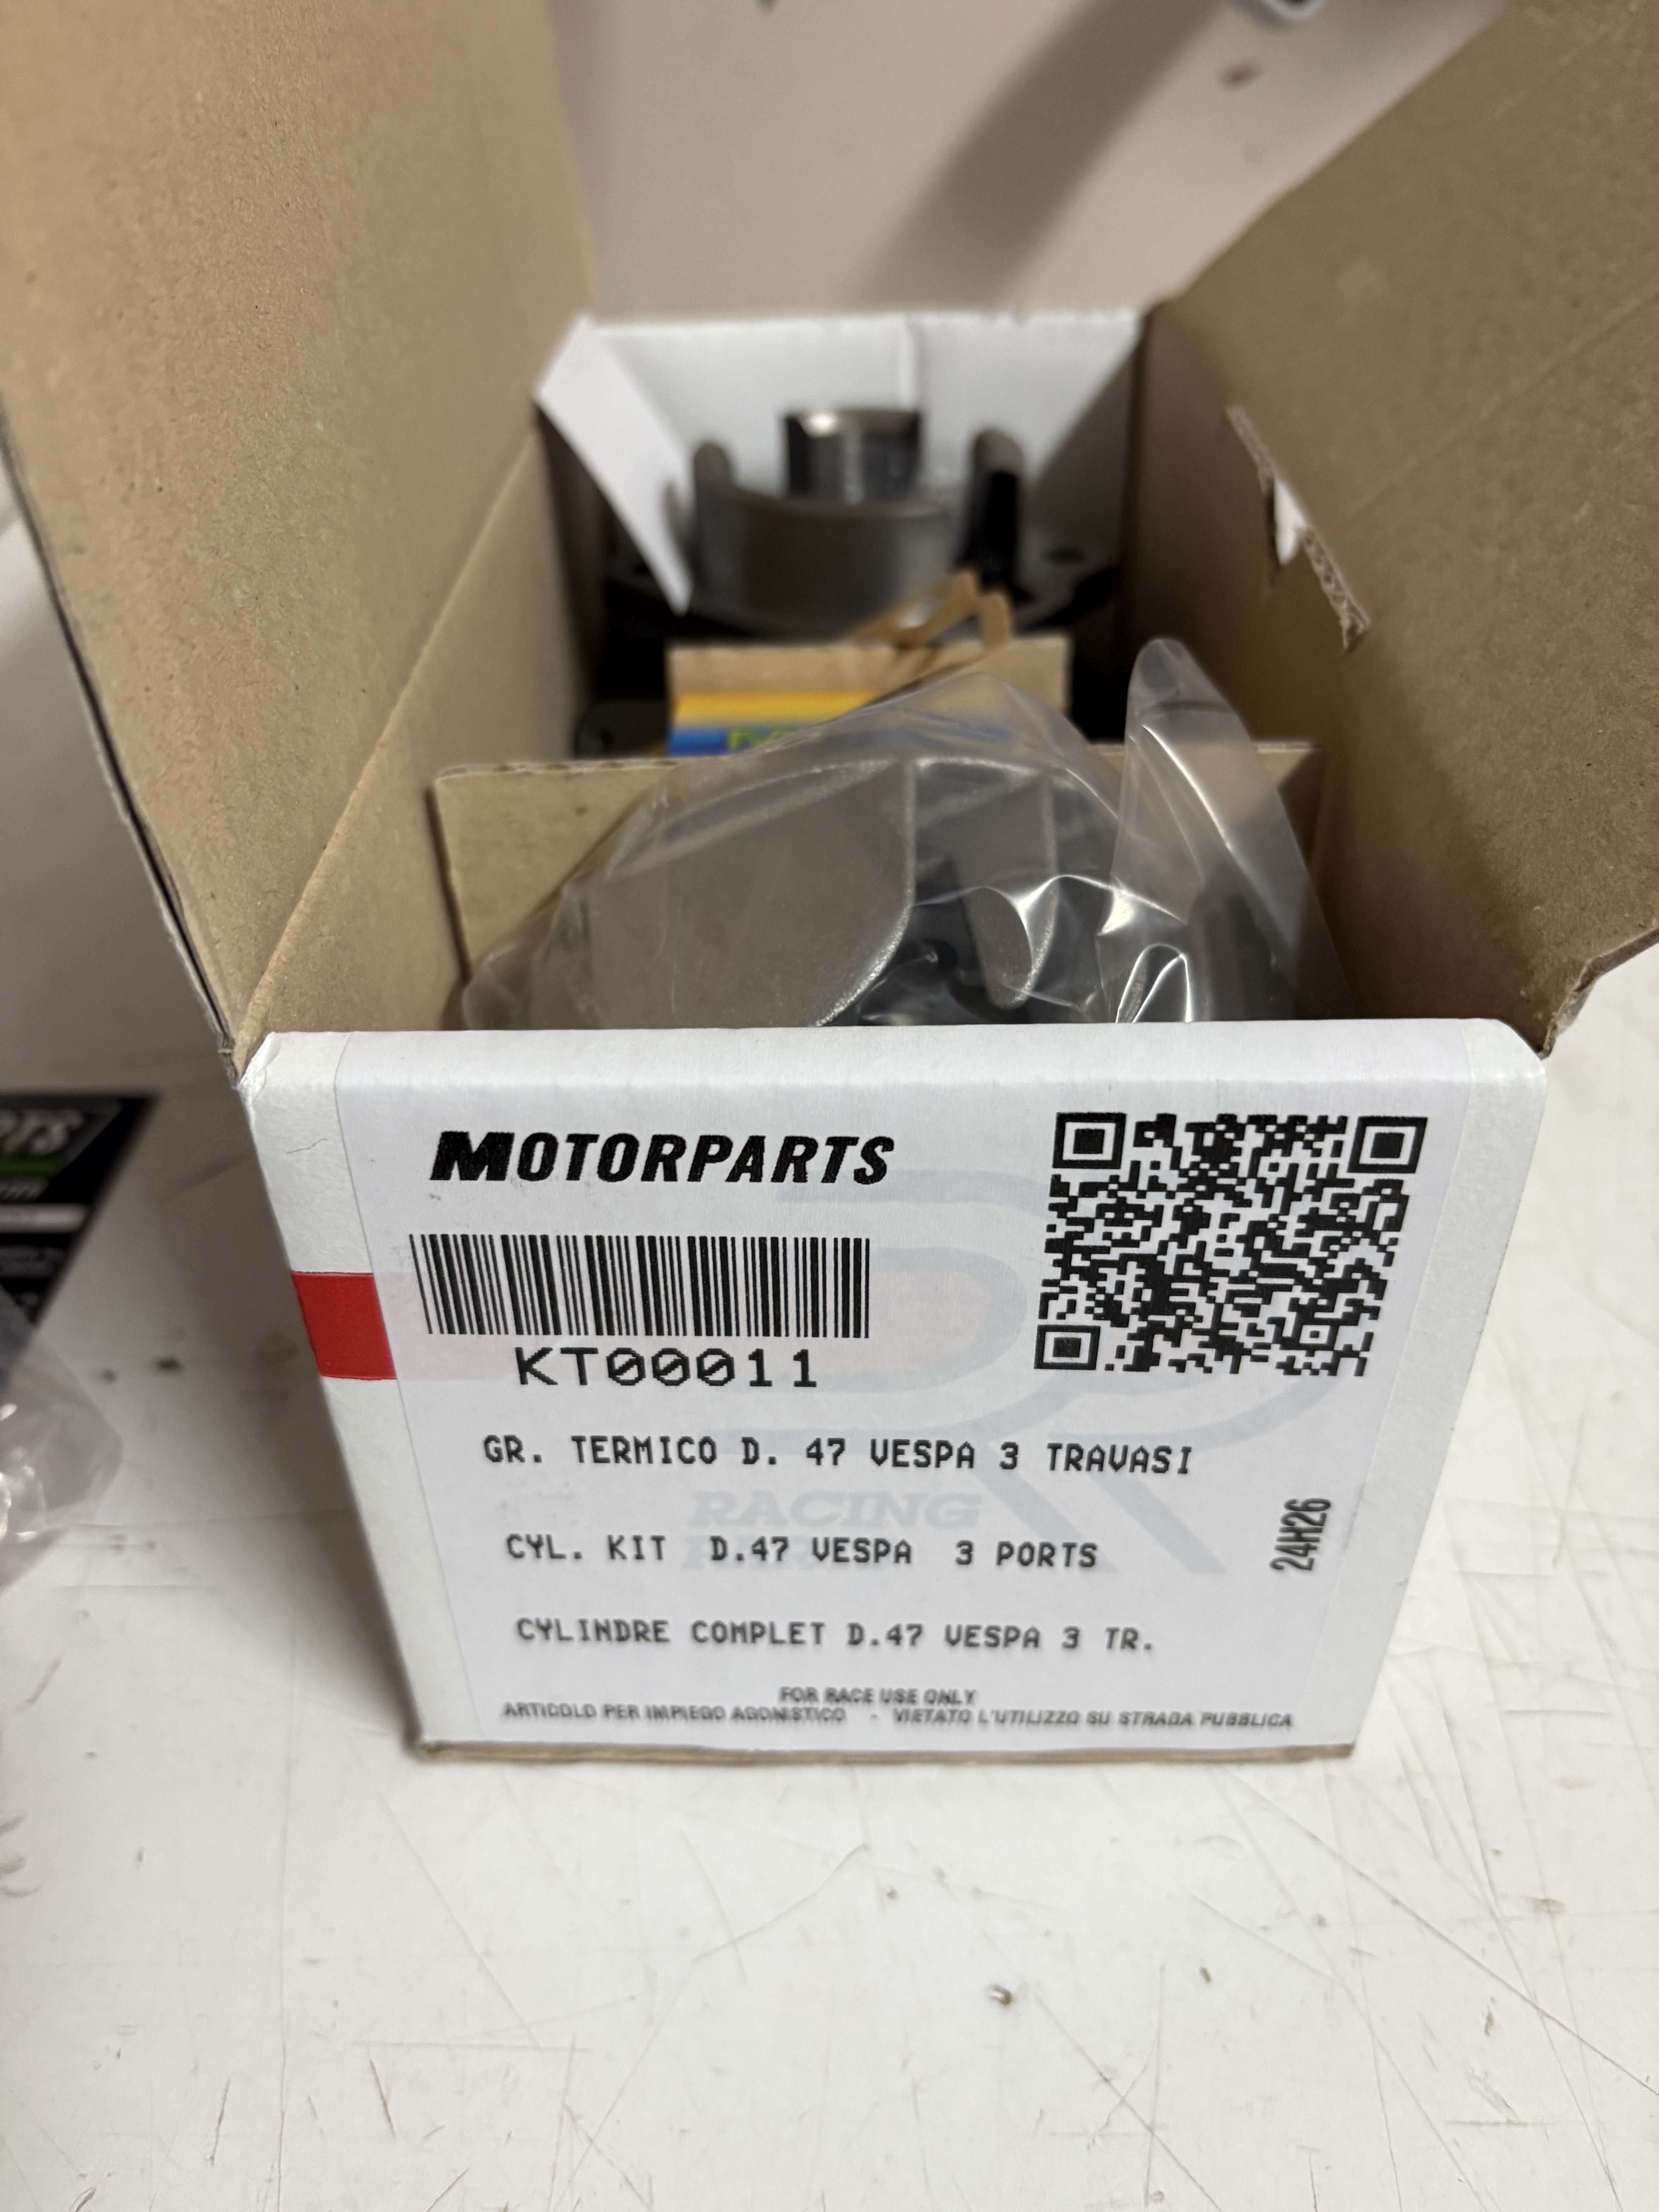 MOTORPARTS
KT00011
GR. TERMICO D. 47 VESPA 3 TRAVASI
RACING
CYL. KIT D.47 VESPA 3 PORTS
24H26
CYLINDRE COMPLET D.47 VESPA 3 TR.
FOR RACE USE ONLY
ARTICOLO PER IMPIEGO AGONISTICO - VIETATO L'UTILIZZO SU STRADA PUBBLICA